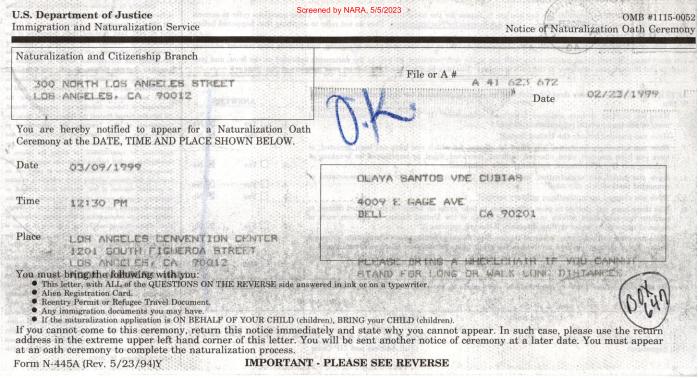 Screened by NARA, 5/5/2023
U.S. Department of Justice
Immigration and Naturalization Service
OMB #1115-0052
Notice of Naturalization Oath Ceremony
Naturalization and Citizenship Branch
300 NORTH LOS ANGELES STREET
LOS ANGELES, CA 90012
File or A #
A 41 623 672
Date 02/23/1999
O.K.
You are hereby notified to appear for a Naturalization Oath
Ceremony at the DATE, TIME AND PLACE SHOWN BELOW.
Date 03/09/1999
Time 12:30 PM
Place LOS ANGELES CONVENTION CENTER
1201 SOUTH FIGUEROA STREET
LOS ANGELES, CA 90012
OLAYA SANTOS VDE CUBIAS
4009 E GAGE AVE
BELL CA 90201
PLEASE BRING A WHEELCHAIR IF YOU CANNOT
STAND FOR LONG OR WALK LONG DISTANCES
You must bring the following with you:
● This letter, with ALL of the QUESTIONS ON THE REVERSE side answered in ink or on a typewriter.
● Alien Registration Card.
● Reentry Permit or Refugee Travel Document.
● Any immigration documents you may have.
● If the naturalization application is ON BEHALF OF YOUR CHILD (children), BRING your CHILD (children).
BOX
647
If you cannot come to this ceremony, return this notice immediately and state why you cannot appear. In such case, please use the return
address in the extreme upper left hand corner of this letter. You will be sent another notice of ceremony at a later date. You must appear
at an oath ceremony to complete the naturalization process.
Form N-445A (Rev. 5/23/94)Y
IMPORTANT - PLEASE SEE REVERSE